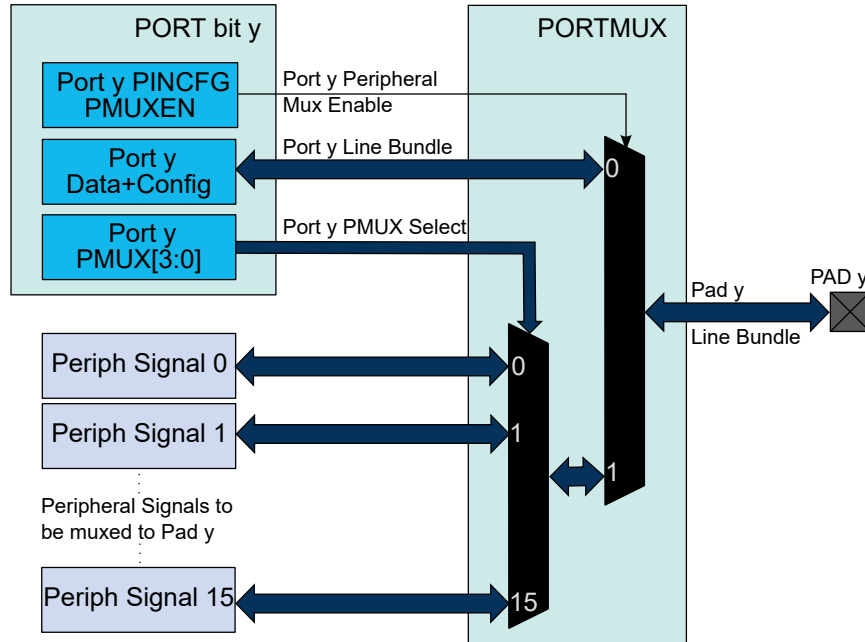 PORT bit y
PORTMUX
Port y PINCFG
PMUXEN
Port y Peripheral
Mux Enable
Port y
Data+Config
Port y Line Bundle
0
Port y
PMUX[3:0]
Port y PMUX Select
Pad y
Line Bundle
PAD y
Periph Signal 0
0
Periph Signal 1
1
1
Peripheral Signals to
be muxed to Pad y
Periph Signal 15
15